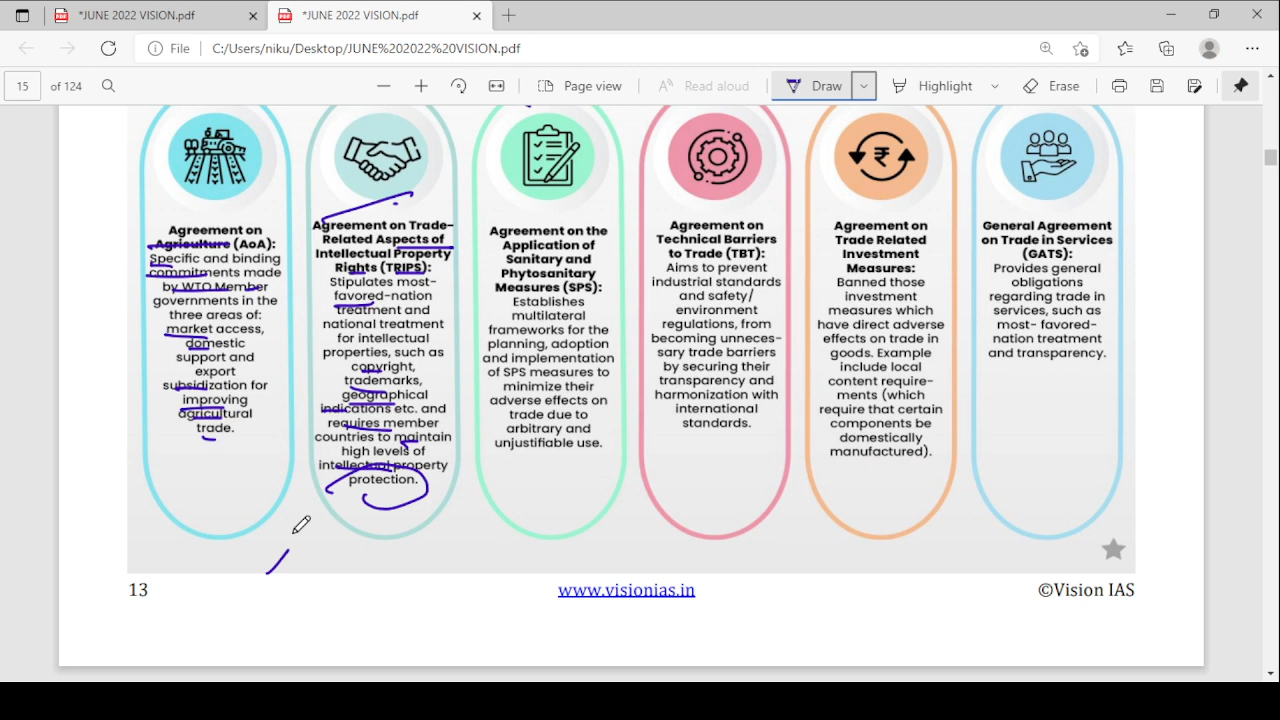 *JUNE 2022 VISION.pdf
*JUNE 2022 VISION.pdf
File
C:/Users/niku/Desktop/JUNE%202022%20VISION.pdf
15 of 124
Page view
Read aloud
Draw
Highlight
Erase
Agreement on
Agriculture (AoA):
Specific and binding
commitments made
by WTO Member
governments in the
three areas of:
market access,
domestic
support and
export
subsidization for
improving
agricultural
trade.
Agreement on Trade-
Related Aspects of
Intellectual Property
Rights (TRIPS):
Stipulates most-
favored-nation
treatment and
national treatment
for intellectual
properties, such as
copyright,
trademarks,
geographical
indications etc. and
requires member
countries to maintain
high levels of
intellectual property
protection.
Agreement on the
Application of
Sanitary and
Phytosanitary
Measures (SPS):
Establishes
multilateral
frameworks for the
planning, adoption
and implementation
of SPS measures to
minimize their
adverse effects on
trade due to
arbitrary and
unjustifiable use.
Agreement on
Technical Barriers
to Trade (TBT):
Aims to prevent
industrial standards
and safety/
environment
regulations, from
becoming unneces-
sary trade barriers
by securing their
transparency and
harmonization with
international
standards.
Agreement on
Trade Related
Investment
Measures:
Banned those
investment
measures which
have direct adverse
effects on trade in
goods. Example
include local
content require-
ments (which
require that certain
components be
domestically
manufactured).
General Agreement
on Trade in Services
(GATS):
Provides general
obligations
regarding trade in
services, such as
most- favored-
nation treatment
and transparency.
13
www.visionias.in
©Vision IAS